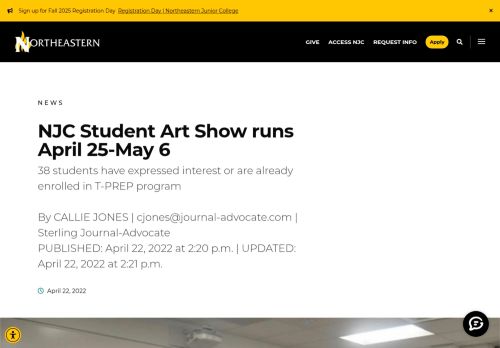 Sign up for Fall 2025 Registration Day Registration Day | Northeastern Junior College ×
NORTHEASTERN GIVE ACCESS NJC REQUEST INFO Apply
NEWS
NJC Student Art Show runs
April 25-May 6
38 students have expressed interest or are already
enrolled in T-PREP program
By CALLIE JONES | cjones@journal-advocate.com |
Sterling Journal-Advocate
PUBLISHED: April 22, 2022 at 2:20 p.m. | UPDATED:
April 22, 2022 at 2:21 p.m.
April 22, 2022